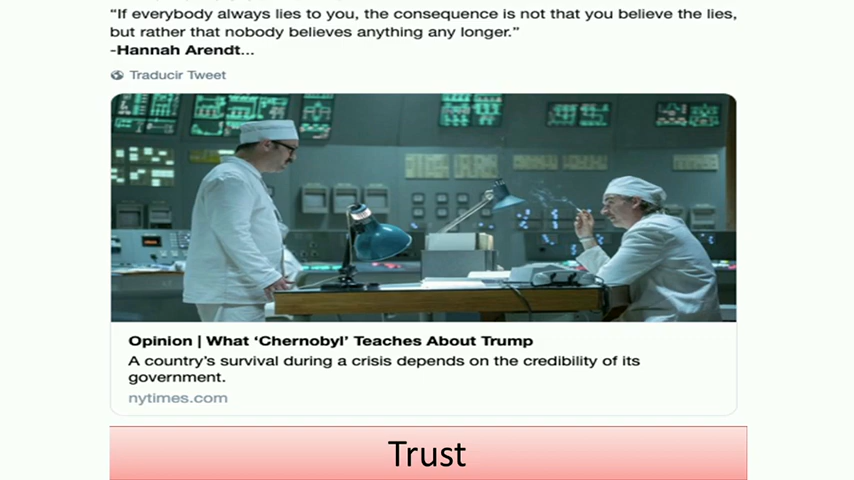 “If everybody always lies to you, the consequence is not that you believe the lies,
but rather that nobody believes anything any longer.”
-Hannah Arendt...
Traducir Tweet
Opinion | What ‘Chernobyl’ Teaches About Trump
A country’s survival during a crisis depends on the credibility of its
government.
nytimes.com
Trust